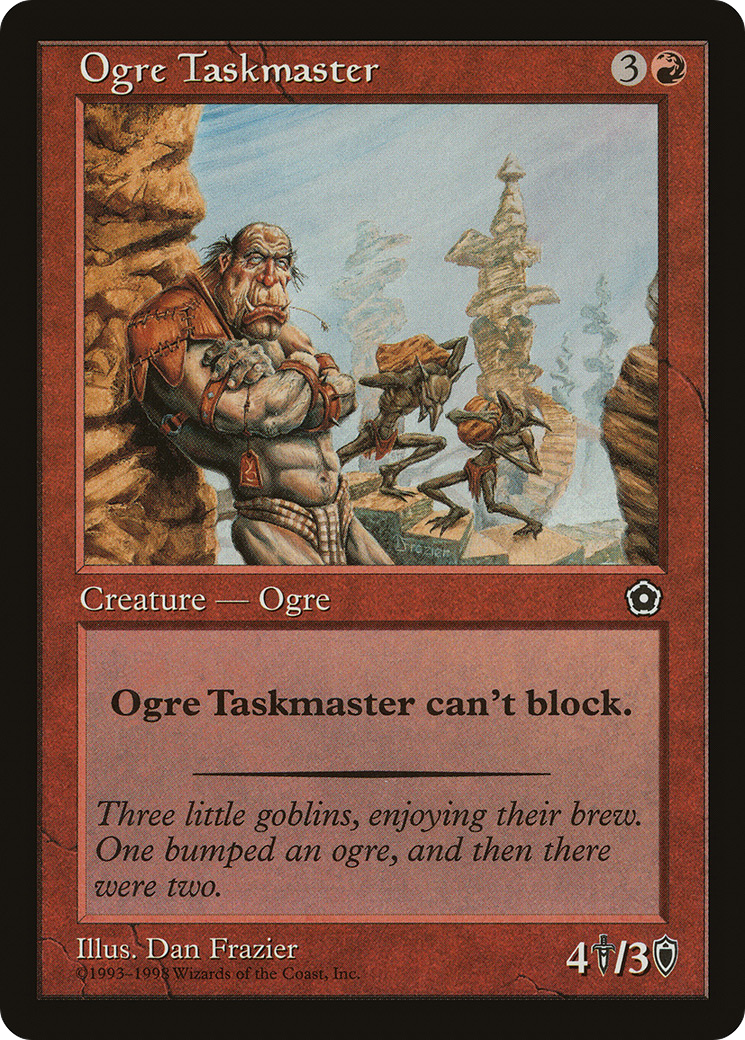 Ogre Taskmaster 3
Drazier
Creature — Ogre
Ogre Taskmaster can't block.
Three little goblins, enjoying their brew.
One bumped an ogre, and then there
were two.
Illus. Dan Frazier
©1993–1998 Wizards of the Coast, Inc.
4/3